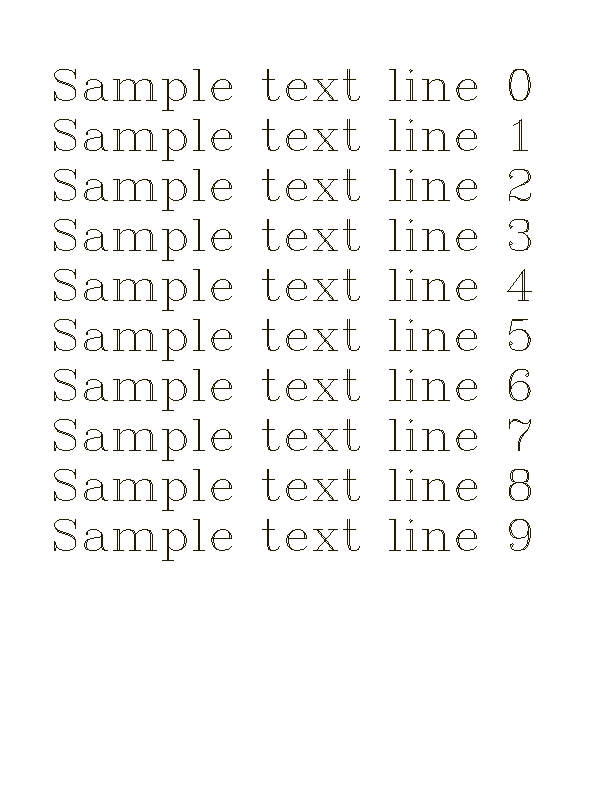 Sample text line 0
Sample text line 1
Sample text line 2
Sample text line 3
Sample text line 4
Sample text line 5
Sample text line 6
Sample text line 7
Sample text line 8
Sample text line 9